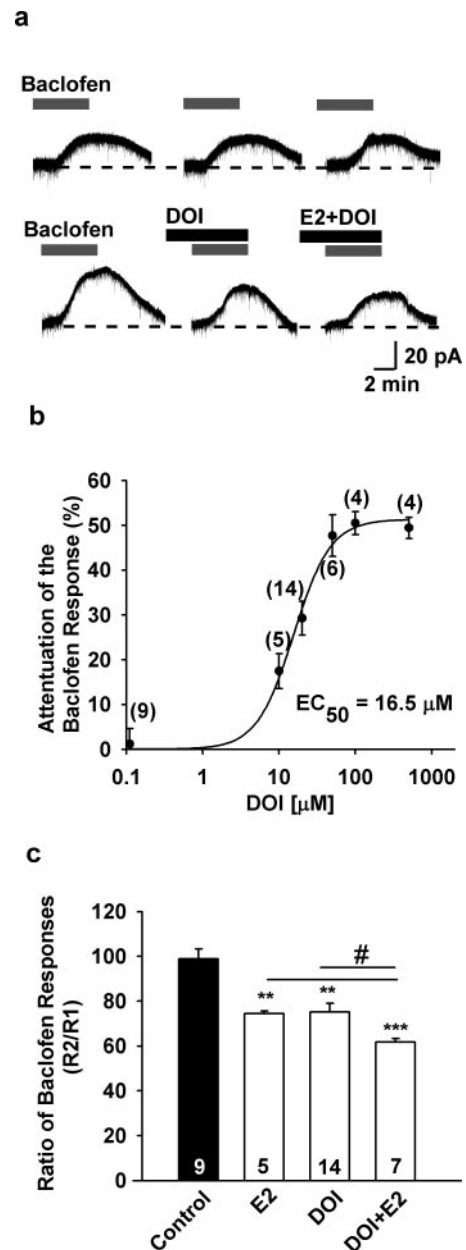 a
Baclofen
Baclofen
DOI
E2+DOI
20 pA
2 min
b
Attentuation of the
Baclofen Response (%)
60
50
40
30
20
10
0
(9)
(5)
(14)
(6)
(4)
(4)
EC50 = 16.5 µM
0.1
1
10
100
1000
DOI [µM]
c
Ratio of Baclofen Responses
(R2/R1)
120
100
80
60
40
20
0
#
**
**
***
9
5
14
7
Control
E2
DOI
DOI+E2